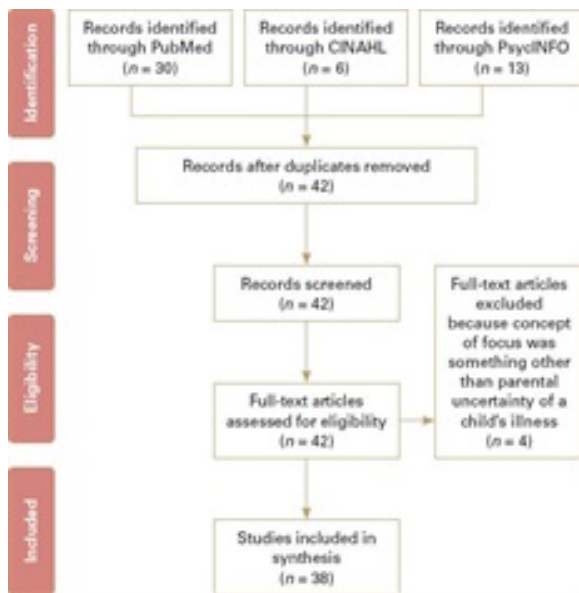 Identification
Records identified
through PubMed
(n = 30)
Records identified
through CINAHL
(n = 6)
Records identified
through PsycINFO
(n = 13)
Screening
Records after duplicates removed
(n = 42)
Records screened
(n = 42)
Eligibility
Full-text articles
assessed for eligibility
(n = 42)
Full-text articles
excluded
because concept
of focus was
something other
than parental
uncertainty of a
child's illness
(n = 4)
Included
Studies included in
synthesis
(n = 38)